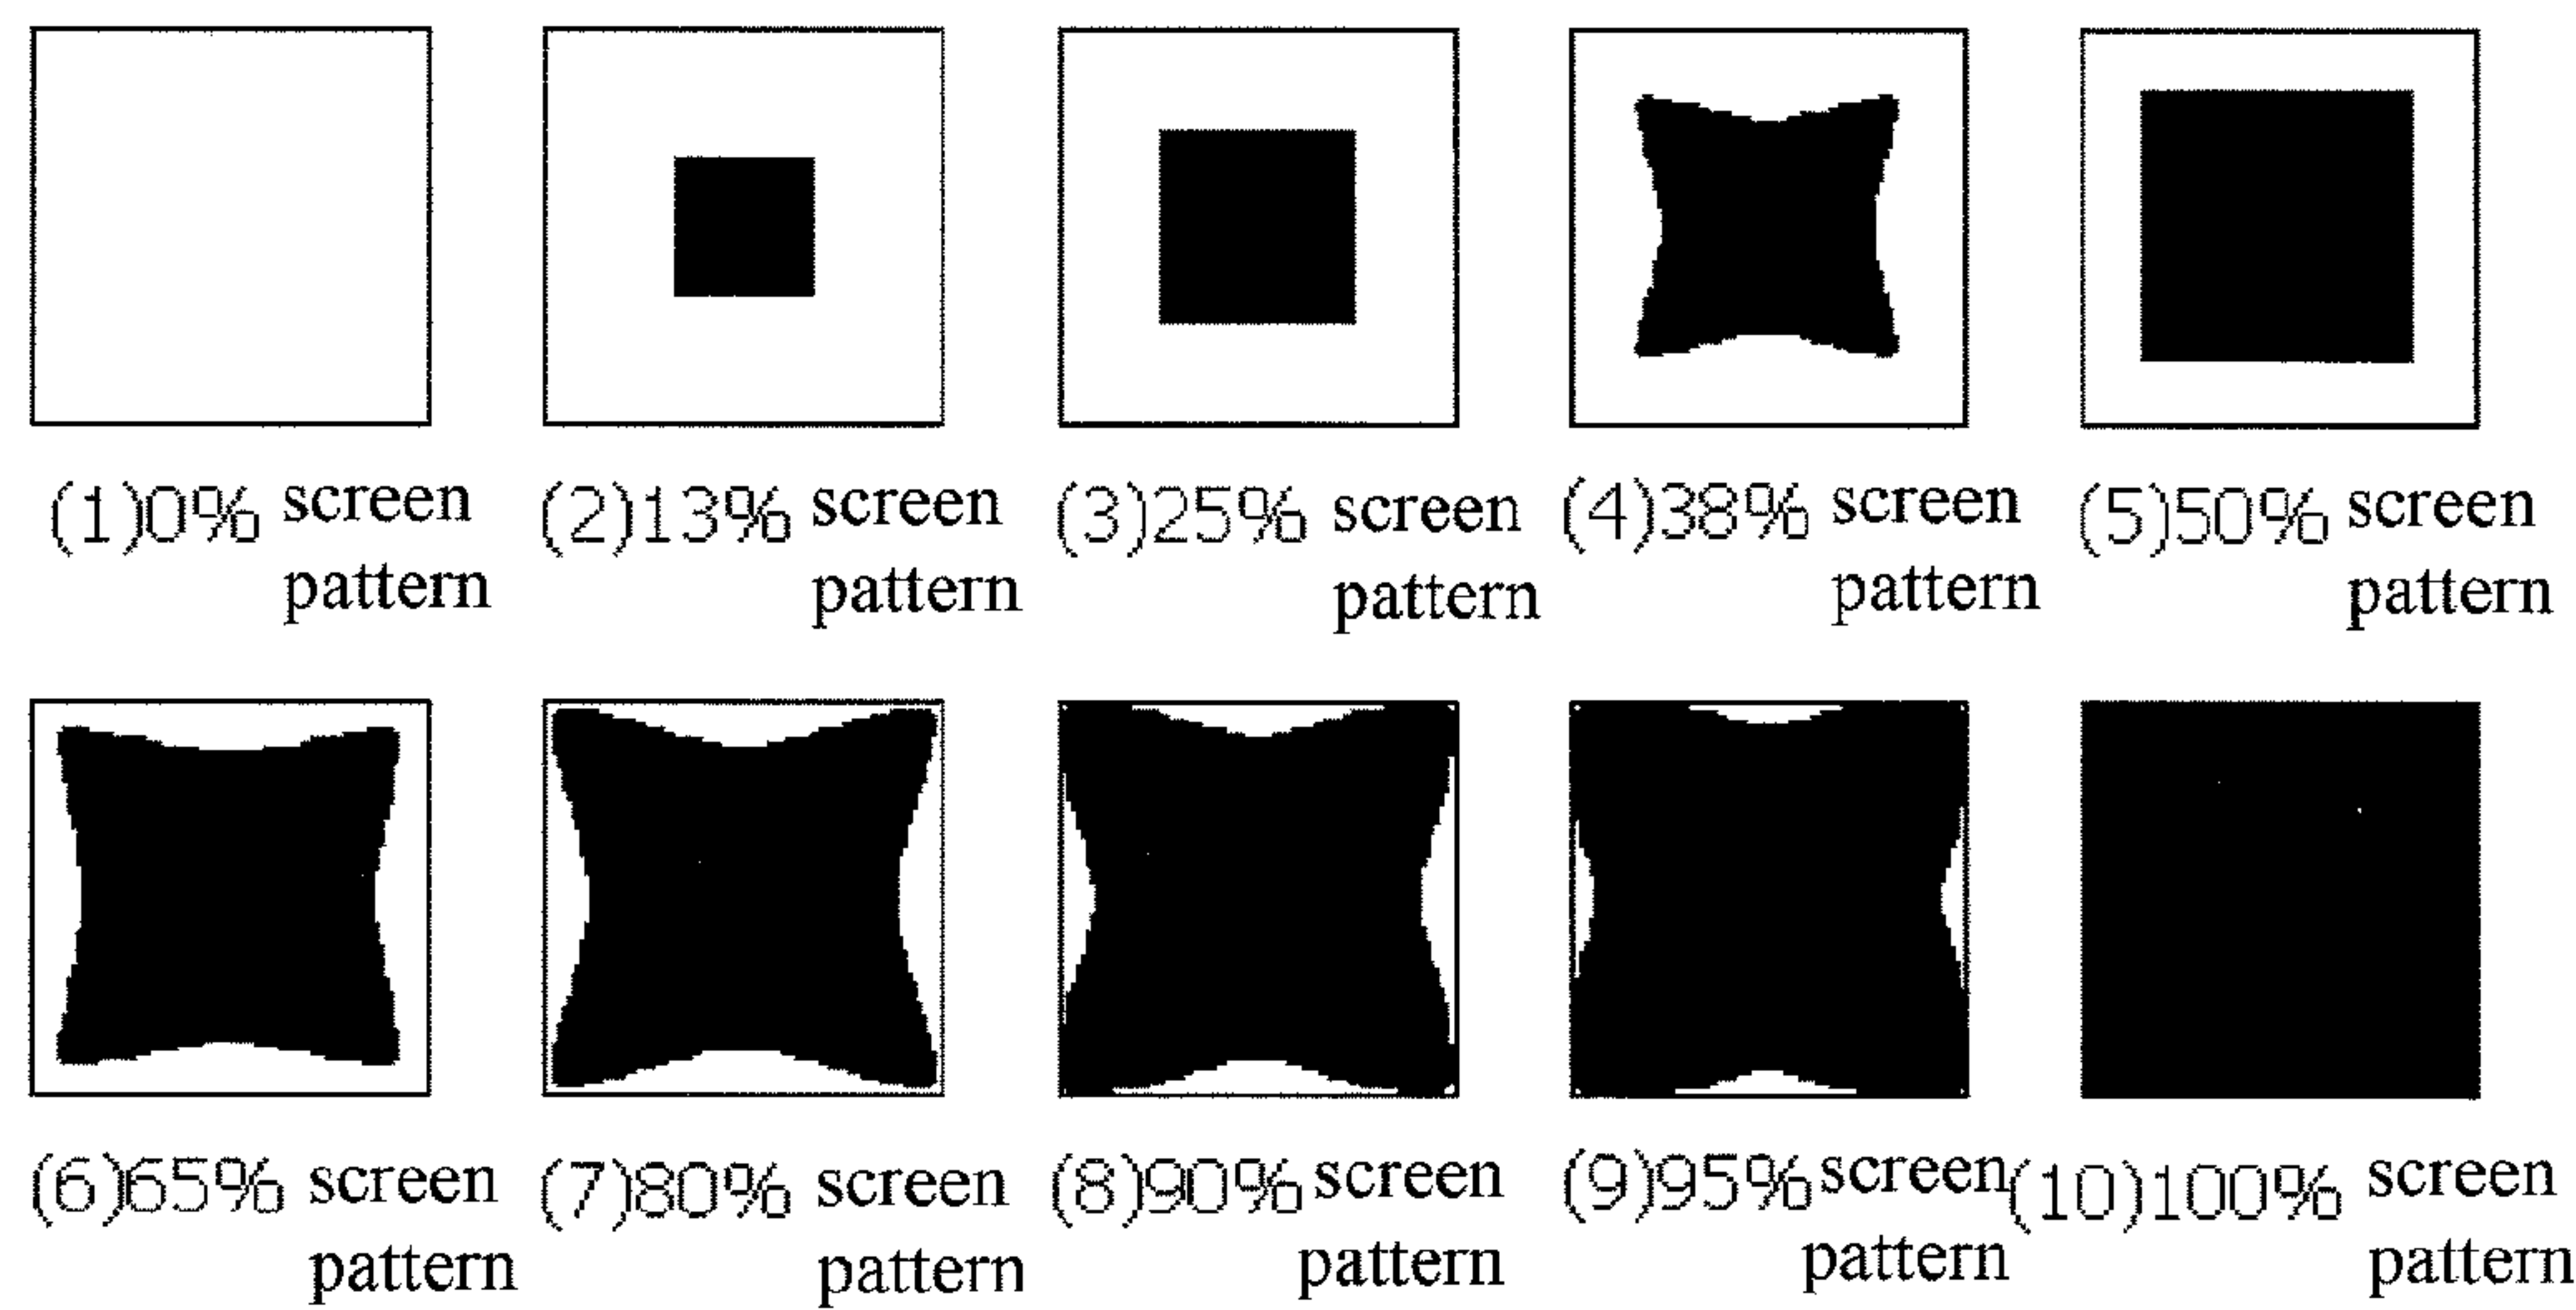 (1)0% screen pattern
(2)13% screen pattern
(3)25% screen pattern
(4)38% screen pattern
(5)50% screen pattern
(6)65% screen pattern
(7)80% screen pattern
(8)90% screen pattern
(9)95% screen pattern
(10)100% screen pattern